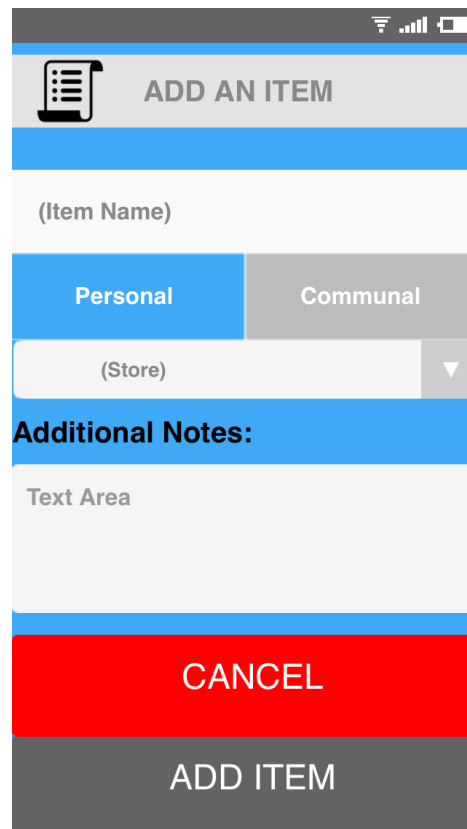 ADD AN ITEM
(Item Name)
Personal Communal
(Store)
Additional Notes:
Text Area
CANCEL
ADD ITEM